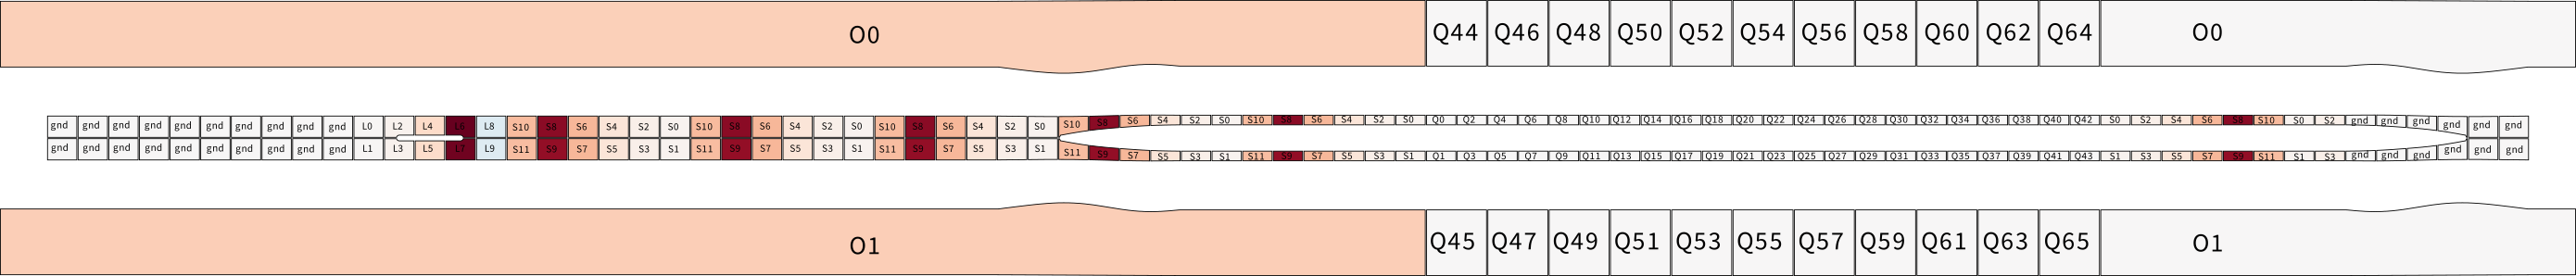 O0 Q44 Q46 Q48 Q50 Q52 Q54 Q56 Q58 Q60 Q62 Q64 O0
gnd gnd gnd gnd gnd gnd gnd gnd gnd gnd L0 L2 L4 L6 L8 S10 S8 S6 S4 S2 S0 S10 S8 S6 S4 S2 S0 S10 S8 S6 S4 S2 S0 S10 S8 S6 S4 S2 S0 S10 S8 S6 S4 S2 S0 Q0 Q2 Q4 Q6 Q8 Q10 Q12 Q14 Q16 Q18 Q20 Q22 Q24 Q26 Q28 Q30 Q32 Q34 Q36 Q38 Q40 Q42 S0 S2 S4 S6 S8 S10 S0 S2 gnd gnd gnd gnd gnd gnd
gnd gnd gnd gnd gnd gnd gnd gnd gnd gnd L1 L3 L5 L7 L9 S11 S9 S7 S5 S3 S1 S11 S9 S7 S5 S3 S1 S11 S9 S7 S5 S3 S1 S11 S9 S7 S5 S3 S1 S11 S9 S7 S5 S3 S1 Q1 Q3 Q5 Q7 Q9 Q11 Q13 Q15 Q17 Q19 Q21 Q23 Q25 Q27 Q29 Q31 Q33 Q35 Q37 Q39 Q41 Q43 S1 S3 S5 S7 S9 S11 S1 S3 gnd gnd gnd gnd gnd gnd
O1 Q45 Q47 Q49 Q51 Q53 Q55 Q57 Q59 Q61 Q63 Q65 O1